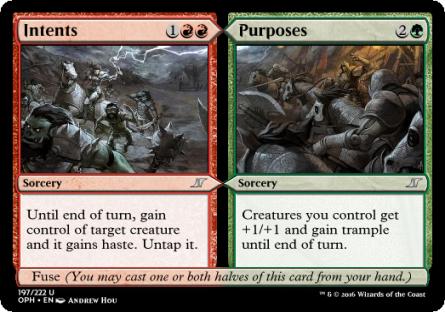 Intents 1
Sorcery
Until end of turn, gain
control of target creature
and it gains haste. Untap it.
Purposes 2
Sorcery
Creatures you control get
+1/+1 and gain trample
until end of turn.
Fuse (You may cast one or both halves of this card from your hand.)
197/222 U
OPH • EN ANDREW HOU
™ & © 2016 Wizards of the Coast